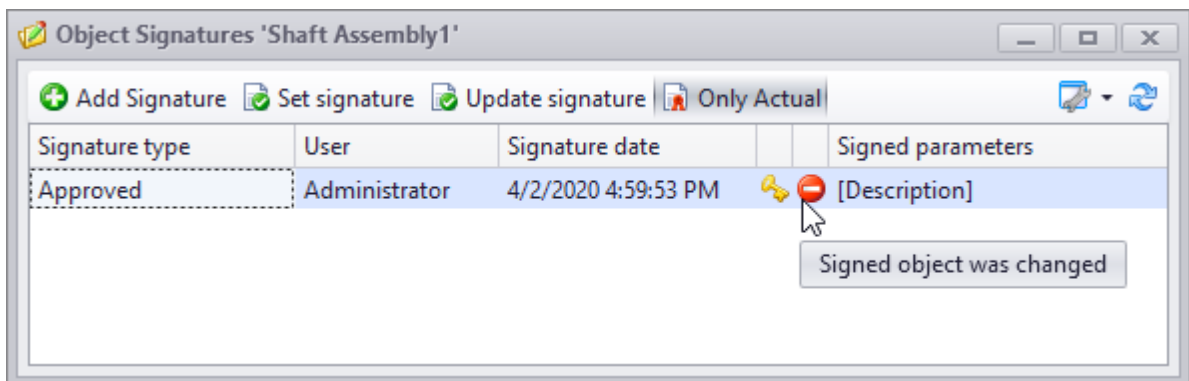 Object Signatures 'Shaft Assembly1'
Add Signature Set signature Update signature Only Actual
Signature type User Signature date Signed parameters
Approved Administrator 4/2/2020 4:59:53 PM [Description]
Signed object was changed